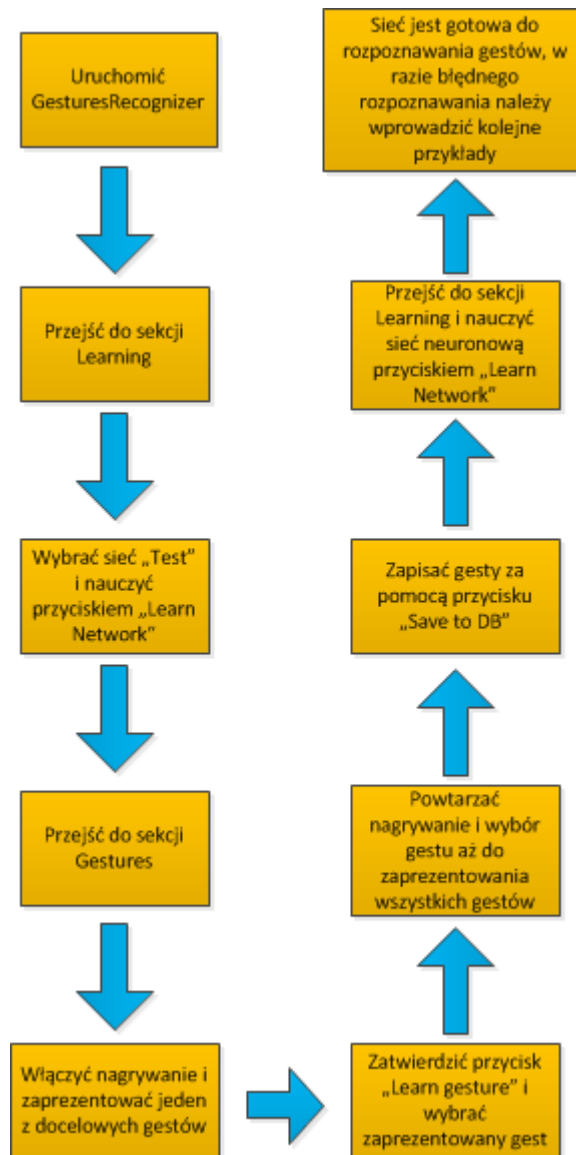 Uruchomić
GesturesRecognizer
Przejść do sekcji
Learning
Wybrać sieć „Test”
i nauczyć
przyciskiem „Learn
Network”
Przejść do sekcji
Gestures
Włączyć nagrywanie i
zaprezentować jeden
z docelowych gestów
Zatwierdzić przycisk
„Learn gesture” i
wybrać
zaprezentowany gest
Powtarzać
nagrywanie i wybór
gestu aż do
zaprezentowania
wszystkich gestów
Zapisać gesty za
pomocą przycisku
„Save to DB”
Przejść do sekcji
Learning i nauczyć
sieć neuronową
przyciskiem „Learn
Network”
Sieć jest gotowa do
rozpoznawania gestów, w
razie błędnego
rozpoznawania należy
wprowadzić kolejne
przykłady